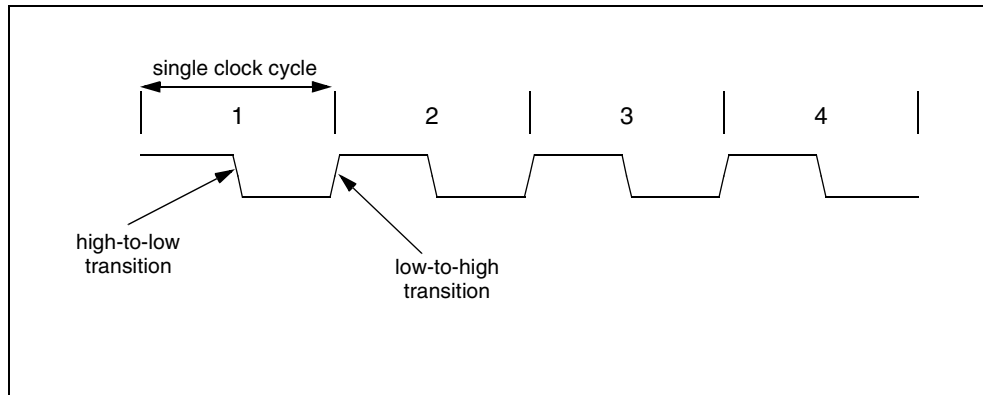 single clock cycle
1
2
3
4
high-to-low
transition
low-to-high
transition